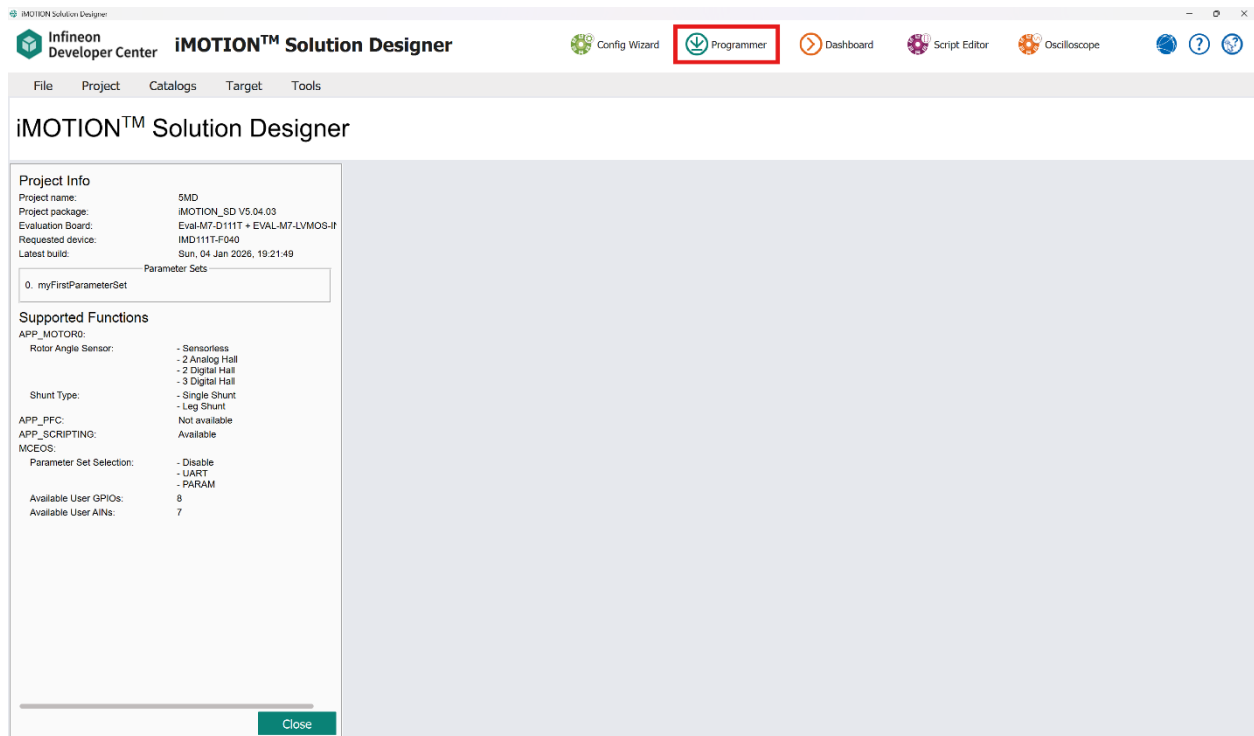 iMOTION Solution Designer
Infineon
Developer Center
iMOTION™ Solution Designer
Config Wizard
Programmer
Dashboard
Script Editor
Oscilloscope
File Project Catalogs Target Tools
iMOTION™ Solution Designer
Project Info
Project name: 5MD
Project package: iMOTION_SD V5.04.03
Evaluation Board: Eval-M7-D111T + EVAL-M7-LVMOS-I
Requested device: IMD111T-F040
Latest build: Sun, 04 Jan 2026, 19:21:49
Parameter Sets
0. myFirstParameterSet
Supported Functions
APP_MOTOR0:
Rotor Angle Sensor: - Sensorless
- 2 Analog Hall
- 2 Digital Hall
- 3 Digital Hall
Shunt Type: - Single Shunt
- Leg Shunt
APP_PFC: Not available
APP_SCRIPTING: Available
MCEOS:
Parameter Set Selection: - Disable
- UART
- PARAM
Available User GPIOs: 8
Available User AINs: 7
Close